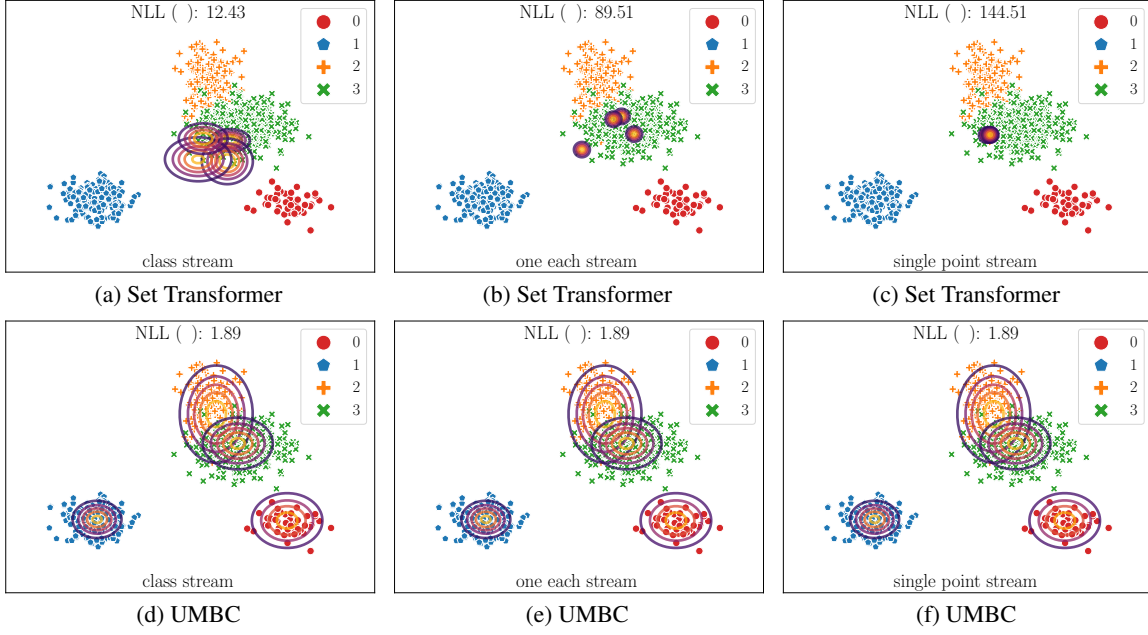 NLL ( ): 12.43
0
1
2
3
class stream
(a) Set Transformer
NLL ( ): 89.51
0
1
2
3
one each stream
(b) Set Transformer
NLL ( ): 144.51
0
1
2
3
single point stream
(c) Set Transformer
NLL ( ): 1.89
0
1
2
3
class stream
(d) UMBC
NLL ( ): 1.89
0
1
2
3
one each stream
(e) UMBC
NLL ( ): 1.89
0
1
2
3
single point stream
(f) UMBC